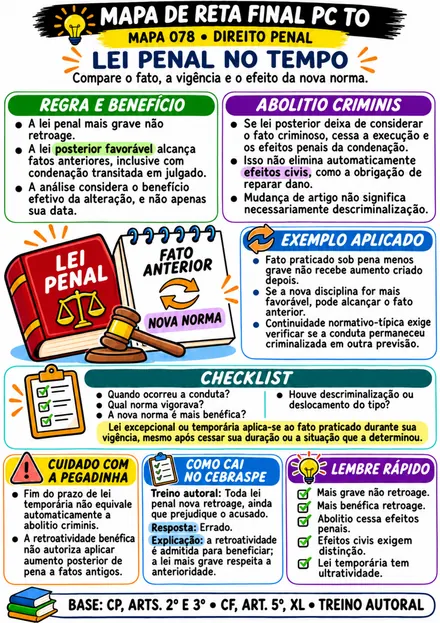 MAPA DE RETA FINAL PC TO
MAPA 078 • DIREITO PENAL
LEI PENAL NO TEMPO
Compare o fato, a vigência e o efeito da nova norma.
REGRA E BENEFÍCIO
• A lei penal mais grave não
retroage.
• A lei posterior favorável alcança
fatos anteriores, inclusive com
condenação transitada em julgado.
• A análise considera o benefício
efetivo da alteração, e não apenas
sua data.
ABOLITIO CRIMINIS
• Se lei posterior deixa de considerar
o fato criminoso, cessa a execução e
os efeitos penais da condenação.
• Isso não elimina automaticamente
efeitos civis, como a obrigação de
reparar dano.
• Mudança de artigo não significa
necessariamente descriminalização.
LEI
PENAL
FATO
ANTERIOR
NOVA NORMA
EXEMPLO APLICADO
• Fato praticado sob pena menos
grave não recebe aumento criado
depois.
• Se a nova disciplina for mais
favorável, pode alcançar o fato
anterior.
• Continuidade normativo-típica exige
verificar se a conduta permaneceu
criminalizada em outra previsão.
CHECKLIST
• Quando ocorreu a conduta?
• Qual norma vigorava?
• A nova norma é mais benéfica?
• Houve descriminalização ou
deslocamento do tipo?
Lei excepcional ou temporária aplica-se ao fato praticado durante sua
vigência, mesmo após cessar sua duração ou a situação que a determinou.
CUIDADO COM
A PEGADINHA
• Fim do prazo de lei
temporária não equivale
automaticamente a
abolitio criminis.
• A retroatividade benéfica
não autoriza aplicar
aumento posterior de
pena a fatos antigos.
COMO CAI
NO CEBRASPE
Treino autoral: Toda lei
penal nova retroage, ainda
que prejudique o acusado.
Resposta: Errado.
Explicação: a retroatividade
é admitida para beneficiar;
a lei mais grave respeita a
anterioridade.
LEMBRE RÁPIDO
Mais grave não retroage.
Mais benéfica retroage.
Abolitio cessa efeitos
penais.
Efeitos civis exigem
distinção.
Lei temporária tem
ultratividade.
BASE: CP, ARTS. 2º E 3º • CF, ART. 5º, XL • TREINO AUTORAL